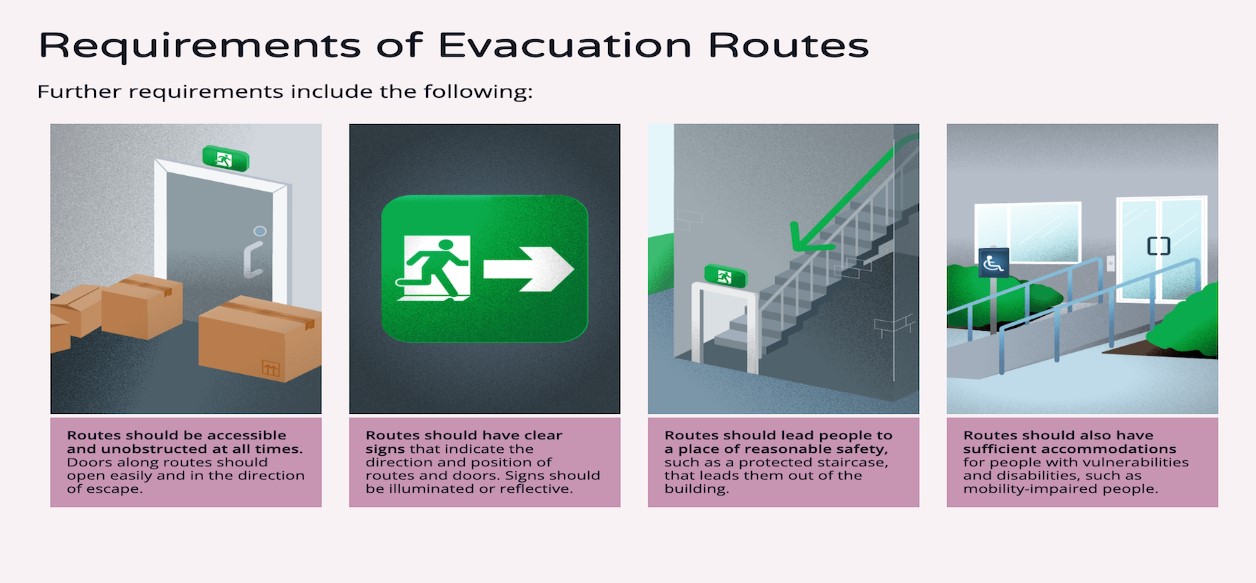 Requirements of Evacuation Routes
Further requirements include the following:
Routes should be accessible
and unobstructed at all times.
Doors along routes should
open easily and in the direction
of escape.
Routes should have clear
signs that indicate the
direction and position of
routes and doors. Signs should
be illuminated or reflective.
Routes should lead people to
a place of reasonable safety,
such as a protected staircase,
that leads them out of the
building.
Routes should also have
sufficient accommodations
for people with vulnerabilities
and disabilities, such as
mobility-impaired people.